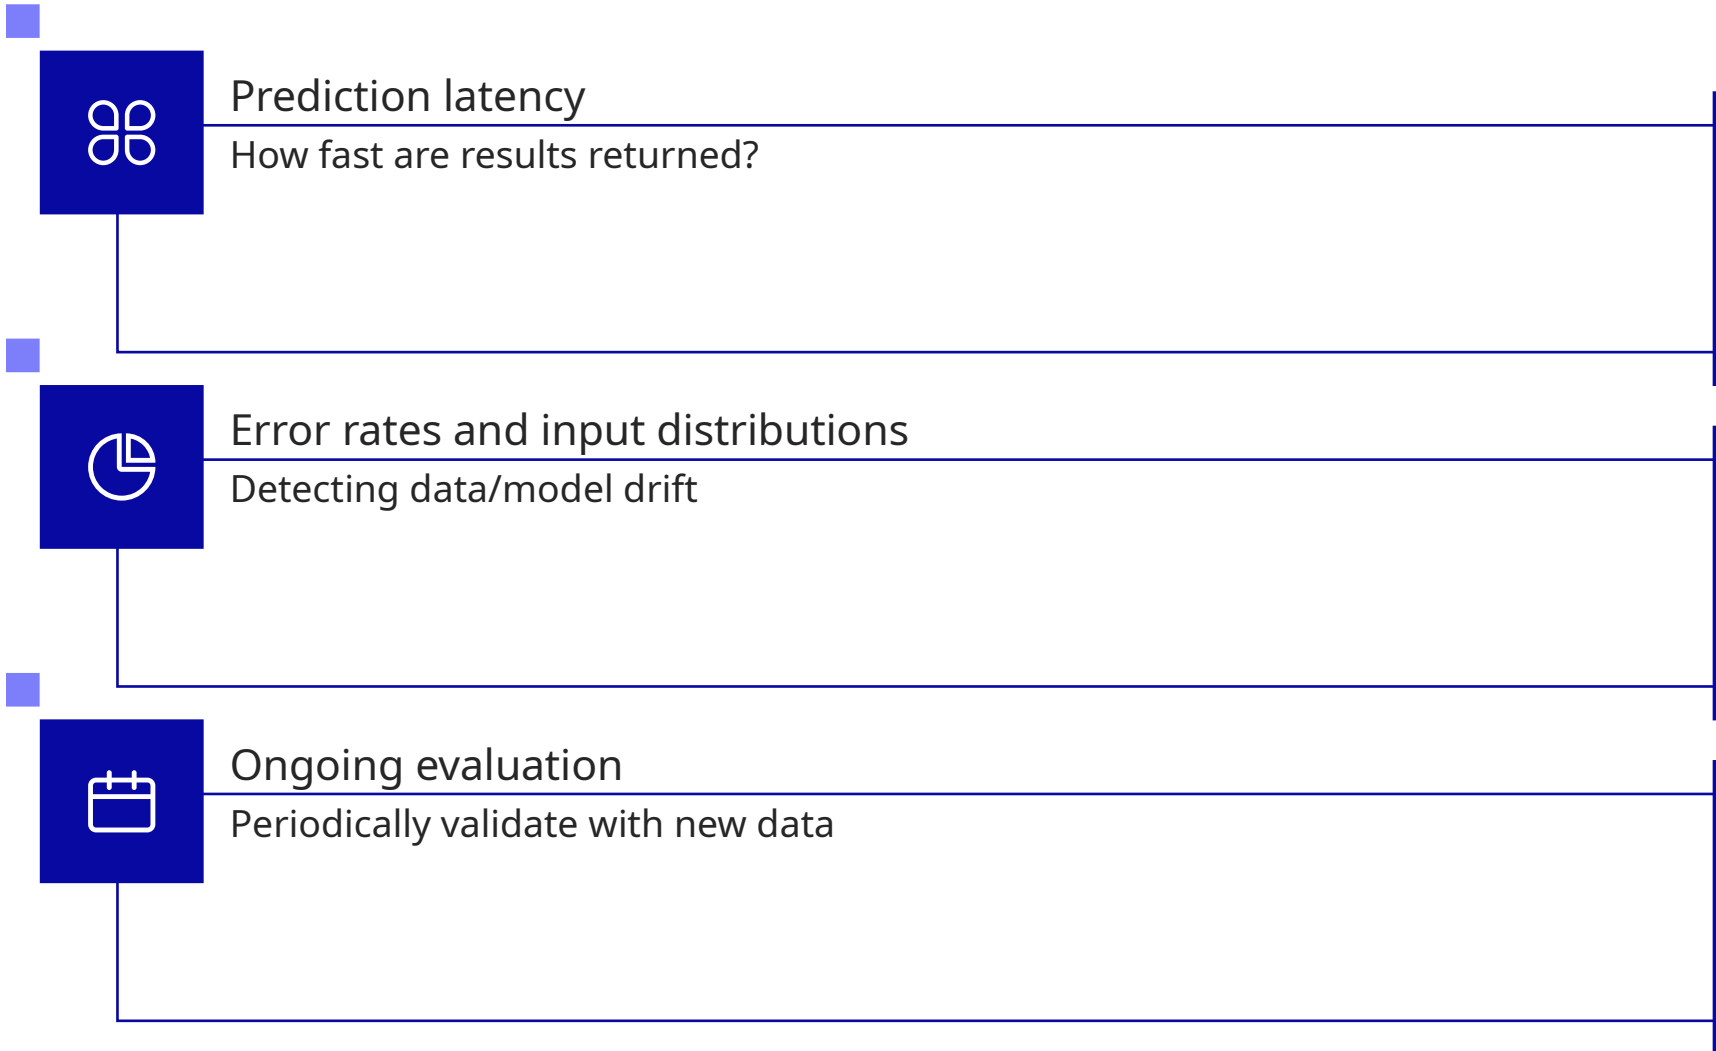 Prediction latency
How fast are results returned?
Error rates and input distributions
Detecting data/model drift
Ongoing evaluation
Periodically validate with new data